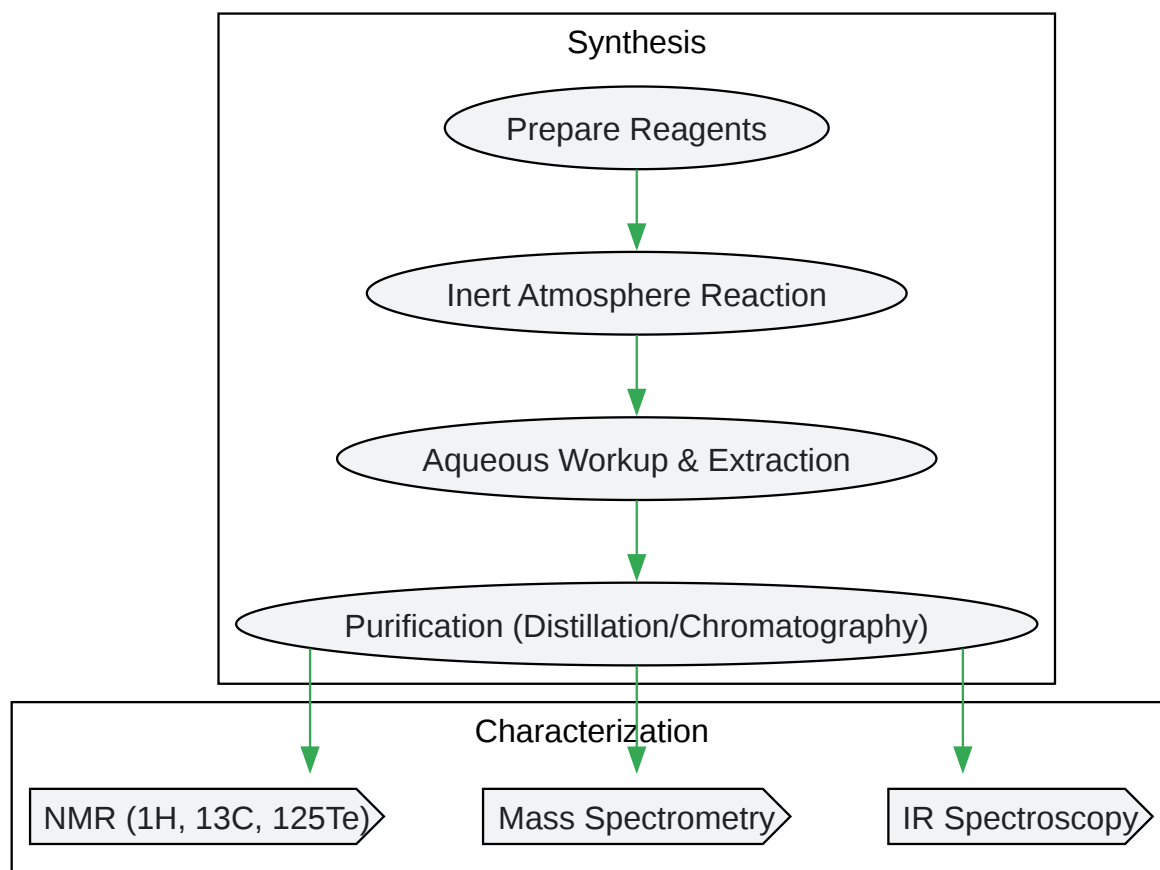 Synthesis
Prepare Reagents
Inert Atmosphere Reaction
Aqueous Workup & Extraction
Purification (Distillation/Chromatography)
Characterization
NMR (1H, 13C, 125Te)
Mass Spectrometry
IR Spectroscopy